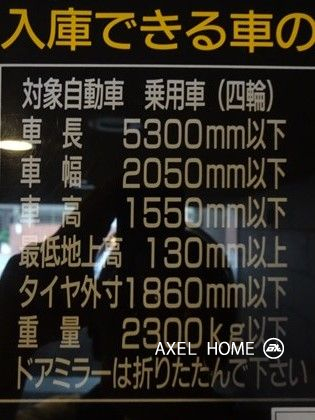 入庫できる車の
対象自動車 乗用車（四輪）
車長 5300mm以下
車幅 2050mm以下
車高 1550mm以下
最低地上高 130mm以上
タイヤ外寸1860mm以下
重量 2300kg以下
AXEL HOME
ドアミラーは折りたたんで下さい